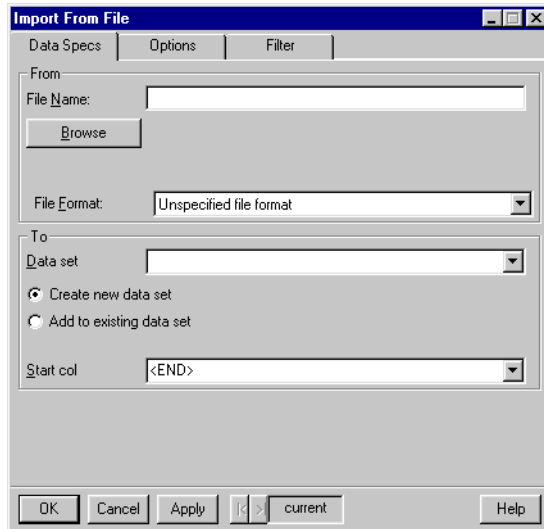 Import From File
Data Specs Options Filter
From
File Name:
Browse
File Format: Unspecified file format
To
Data set
Create new data set
Add to existing data set
Start col <END>
OK Cancel Apply |< >| current Help